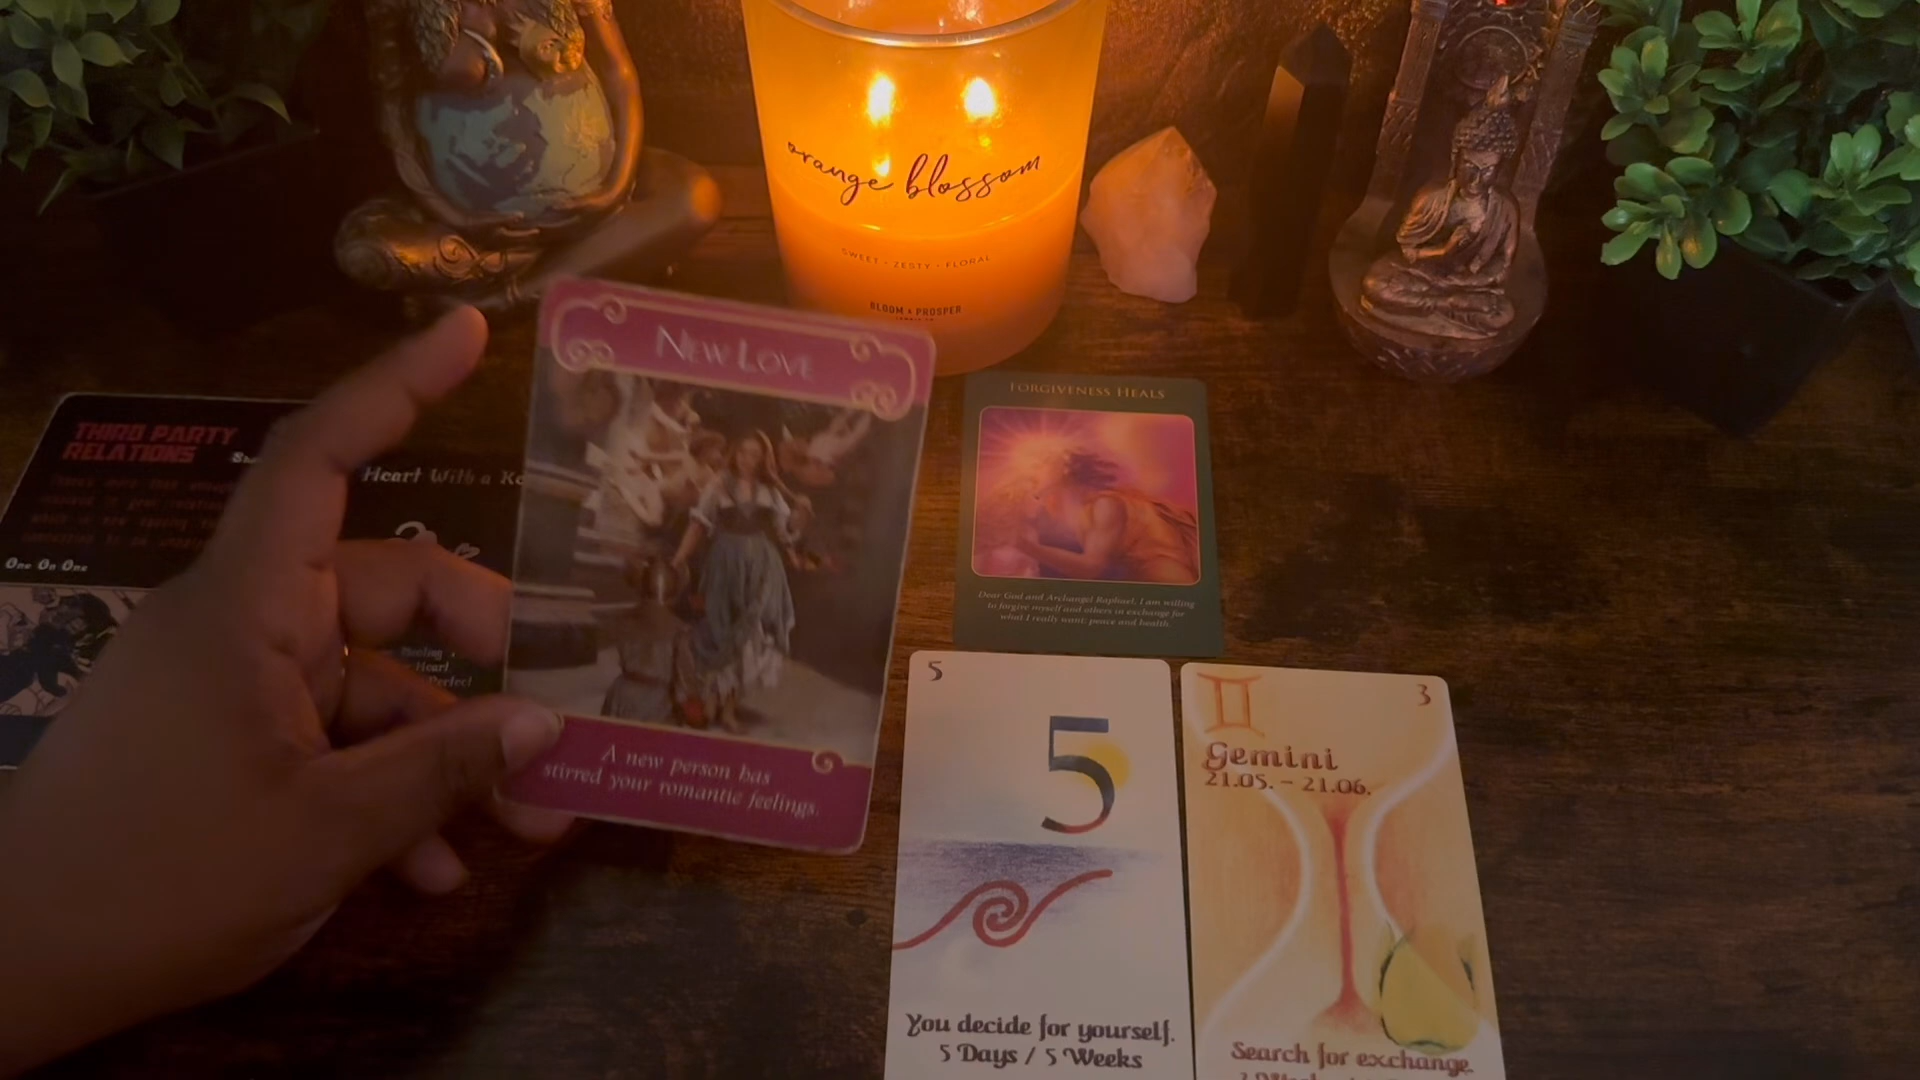 orange blossom
SWEET - ZESTY - FLORAL
BLOOM & PROSPER
NEW LOVE
A new person has
stirred your romantic feelings.
THIRD PARTY
RELATIONS
One On One
Heart With a
Healing
Heart
Perfect
FORGIVENESS HEALS
Dear God and Archangel Raphael, I am willing
to forgive myself and others in exchange for
what I really want: peace and health.
5
5
You decide for yourself.
5 Days / 5 Weeks
3
Gemini
21.05. - 21.06.
Search for exchange